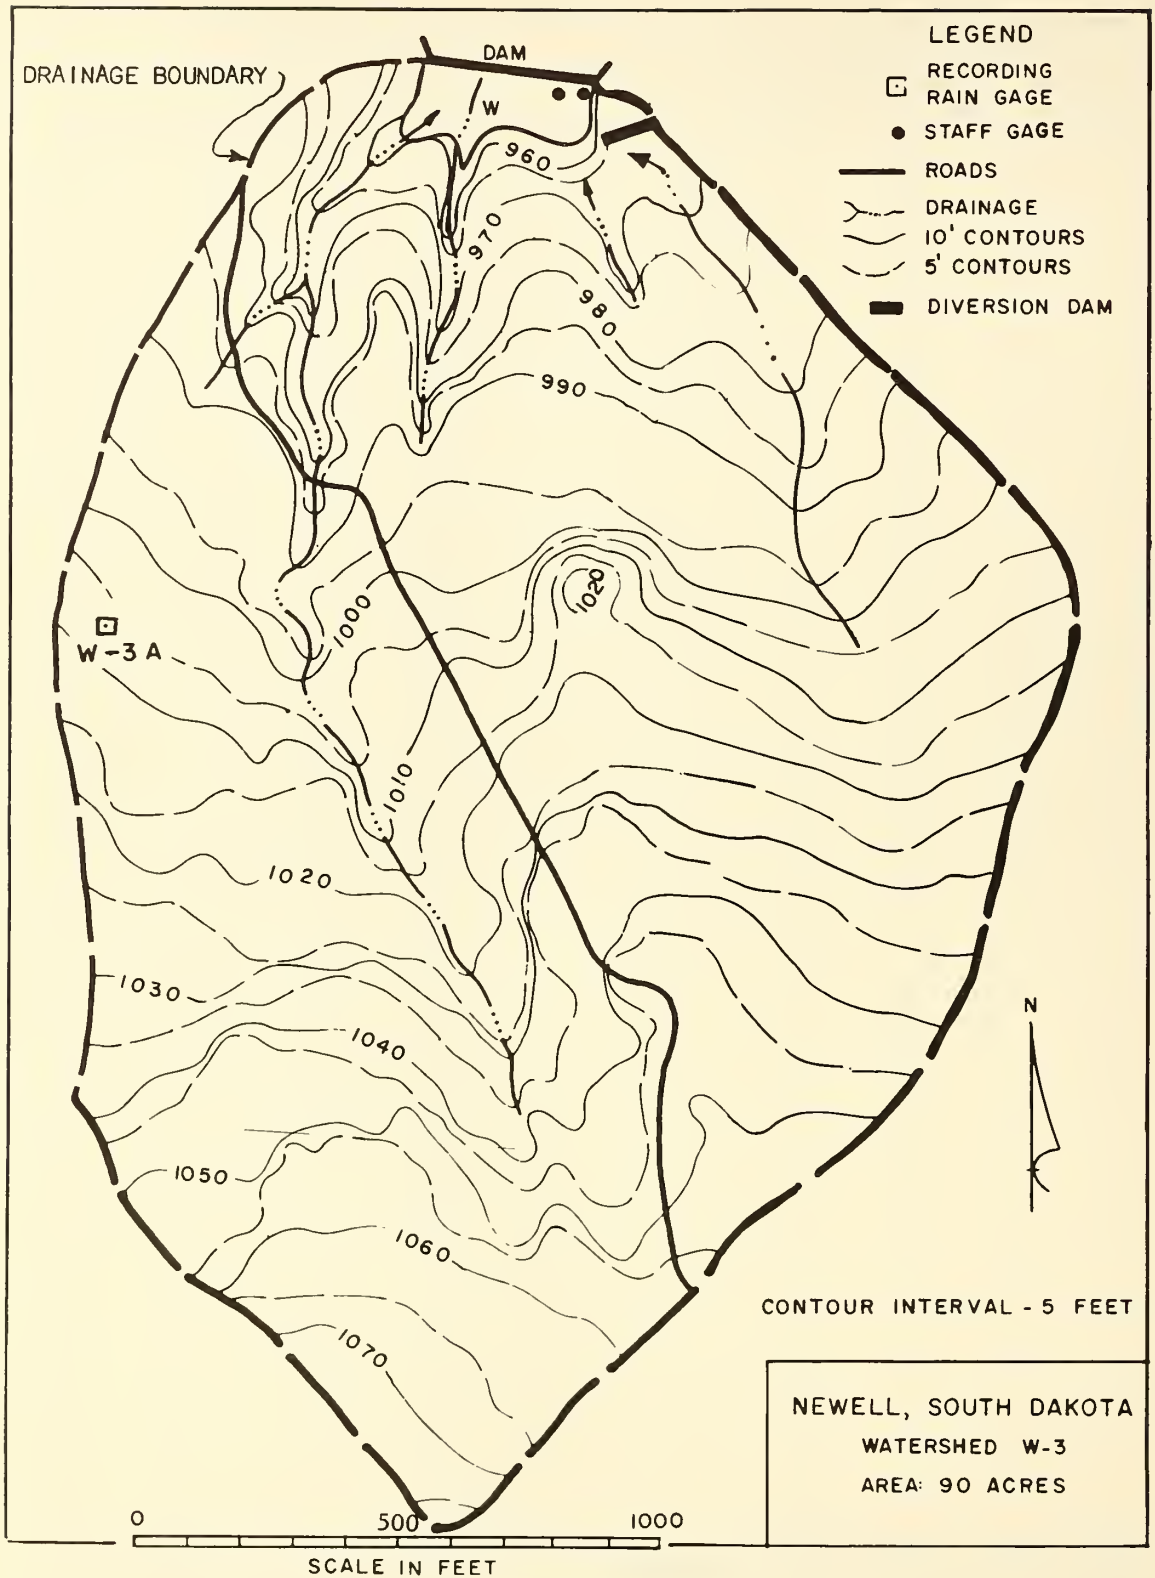 DAM
DRAINAGE BOUNDARY
W
LEGEND
RECORDING
RAIN GAGE
STAFF GAGE
ROADS
DRAINAGE
10' CONTOURS
5' CONTOURS
DIVERSION DAM
960
970
980
990
1020
1000
W-3A
1010
1020
1030
1040
1050
1060
1070
N
CONTOUR INTERVAL - 5 FEET
NEWELL, SOUTH DAKOTA
WATERSHED W-3
AREA: 90 ACRES
0 500 1000
SCALE IN FEET